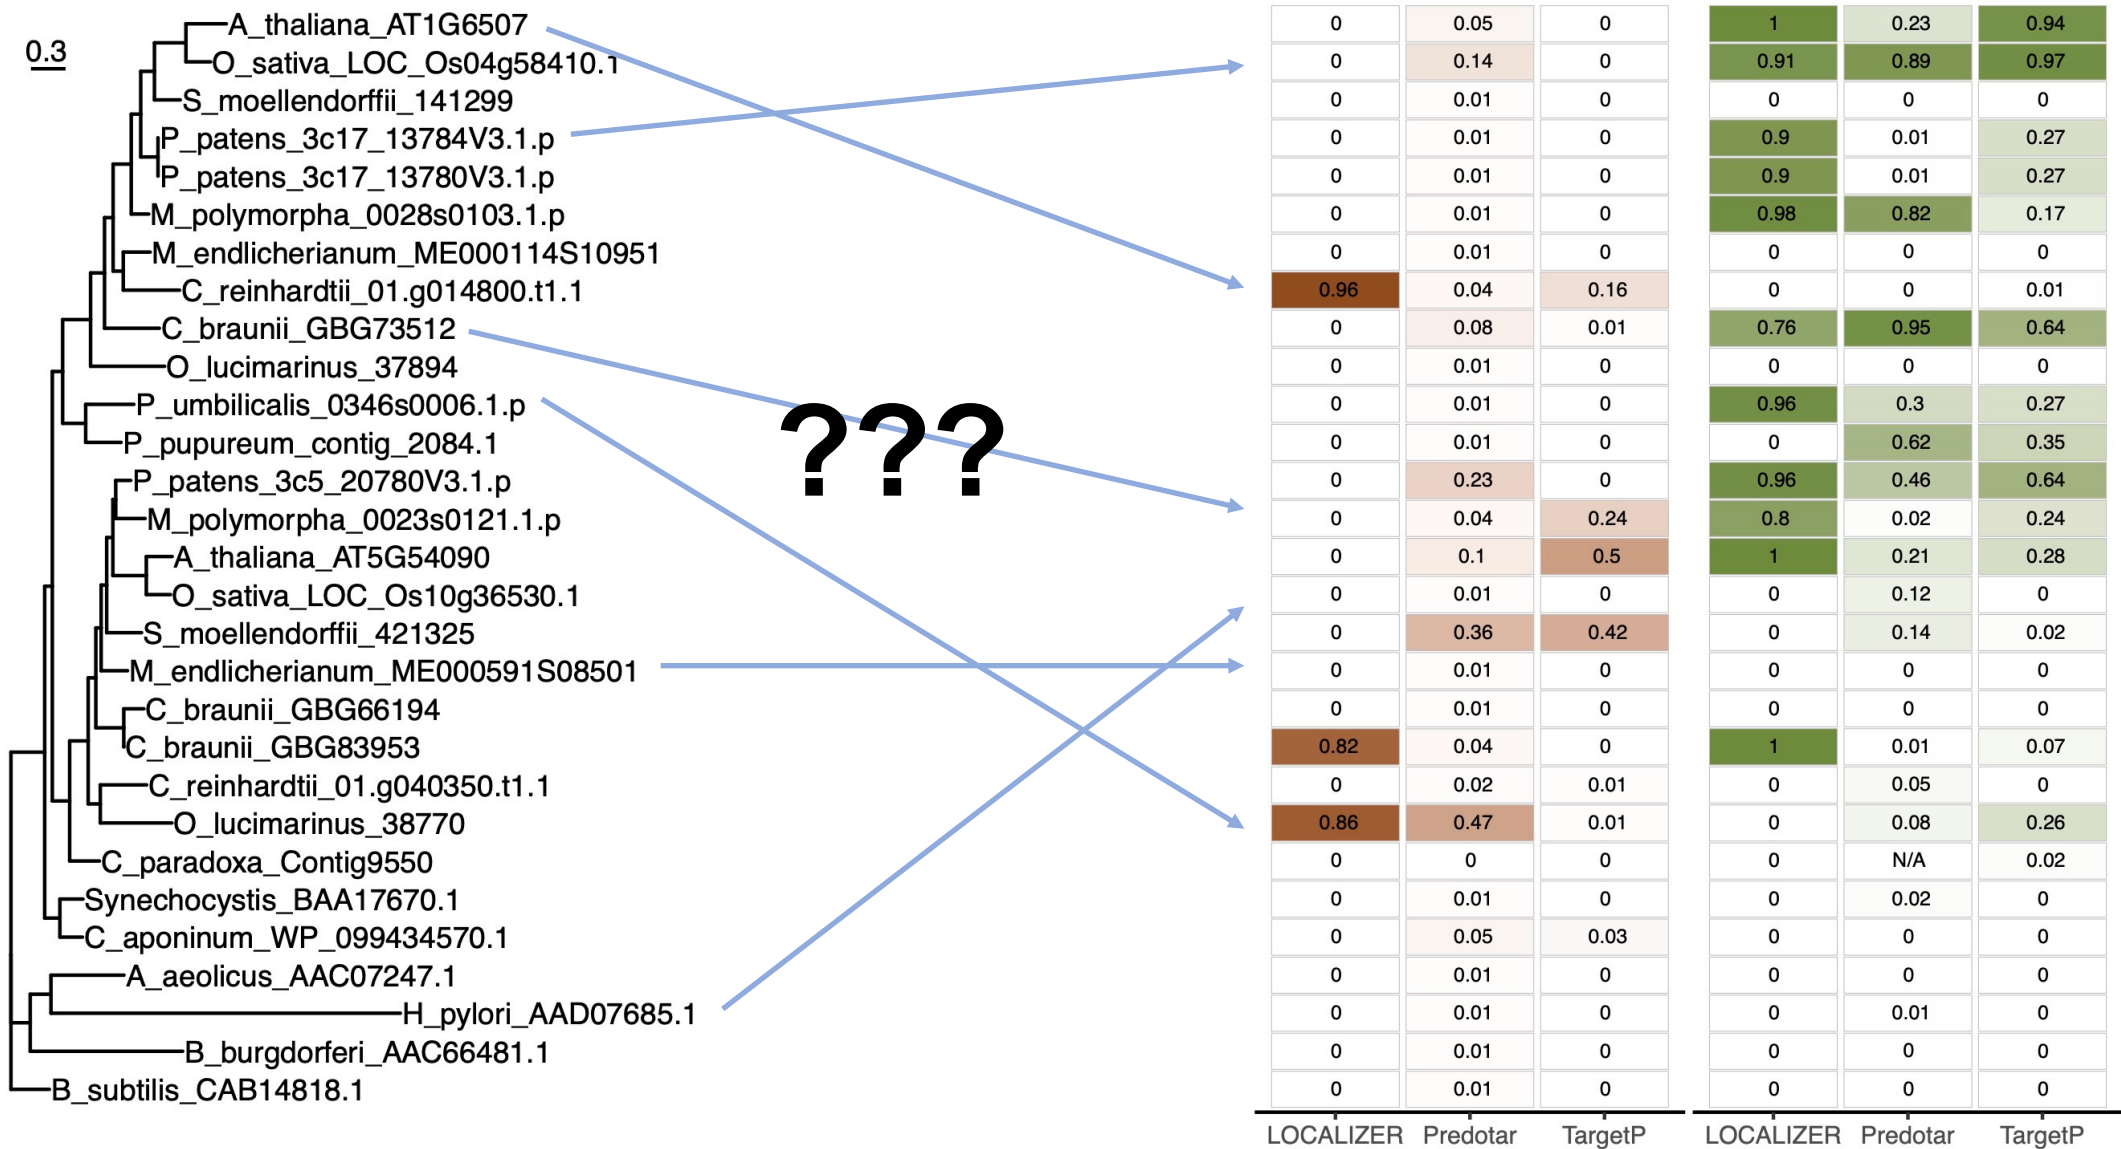 0.3
A_thaliana_AT1G6507 0 0.05 0 1 0.23 0.94
O_sativa_LOC_Os04g58410.1 0 0.14 0 0.91 0.89 0.97
S_moellendorffii_141299 0 0.01 0 0 0 0
P_patens_3c17_13784V3.1.p 0 0.01 0 0.9 0.01 0.27
P_patens_3c17_13780V3.1.p 0 0.01 0 0.9 0.01 0.27
M_polymorpha_0028s0103.1.p 0 0.01 0 0.98 0.82 0.17
M_endlicherianum_ME000114S10951 0 0.01 0 0 0 0
C_reinhardtii_01.g014800.t1.1 0.96 0.04 0.16 0 0 0.01
C_braunii_GBG73512 0 0.08 0.01 0.76 0.95 0.64
O_lucimarinus_37894 0 0.01 0 0 0 0
P_umbilicalis_0346s0006.1.p 0 0.01 0 0.96 0.3 0.27
???
P_pupureum_contig_2084.1 0 0.01 0 0 0.62 0.35
P_patens_3c5_20780V3.1.p 0 0.23 0 0.96 0.46 0.64
M_polymorpha_0023s0121.1.p 0 0.04 0.24 0.8 0.02 0.24
A_thaliana_AT5G54090 0 0.1 0.5 1 0.21 0.28
O_sativa_LOC_Os10g36530.1 0 0.01 0 0 0.12 0
S_moellendorffii_421325 0 0.36 0.42 0 0.14 0.02
M_endlicherianum_ME000591S08501 0 0.01 0 0 0 0
C_braunii_GBG66194 0 0.01 0 0 0 0
C_braunii_GBG83953 0.82 0.04 0 1 0.01 0.07
C_reinhardtii_01.g040350.t1.1 0 0.02 0.01 0 0.05 0
O_lucimarinus_38770 0.86 0.47 0.01 0 0.08 0.26
C_paradoxa_Contig9550 0 0 0 0 N/A 0.02
Synechocystis_BAA17670.1 0 0.01 0 0 0.02 0
C_aponinum_WP_099434570.1 0 0.05 0.03 0 0 0
A_aeolicus_AAC07247.1 0 0.01 0 0 0 0
H_pylori_AAD07685.1 0 0.01 0 0 0.01 0
B_burgdorferi_AAC66481.1 0 0.01 0 0 0 0
B_subtilis_CAB14818.1 0 0.01 0 0 0 0
LOCALIZER Predotar TargetP LOCALIZER Predotar TargetP